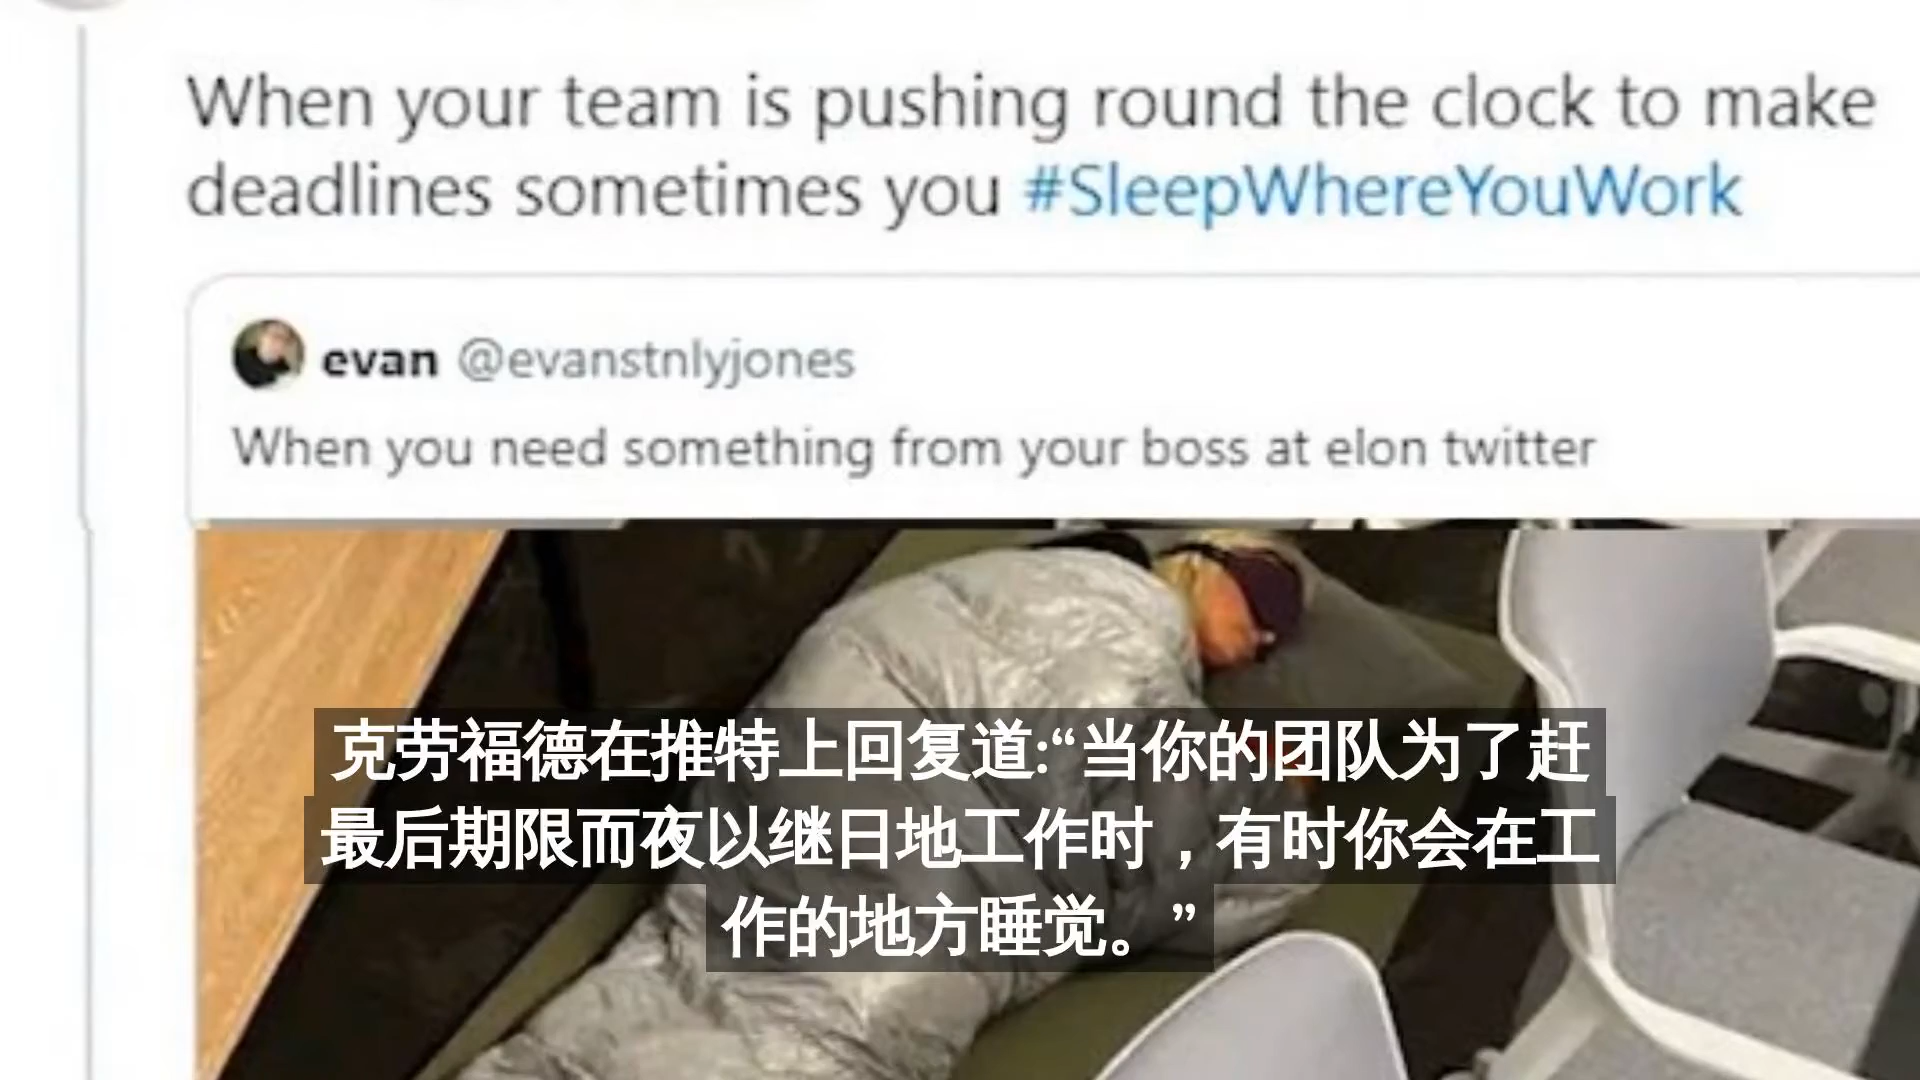 When your team is pushing round the clock to make
deadlines sometimes you #SleepWhereYouWork
evan @evanstnlyjones
When you need something from your boss at elon twitter
克劳福德在推特上回复道:“当你的团队为了赶
最后期限而夜以继日地工作时，有时你会在工
作的地方睡觉。”